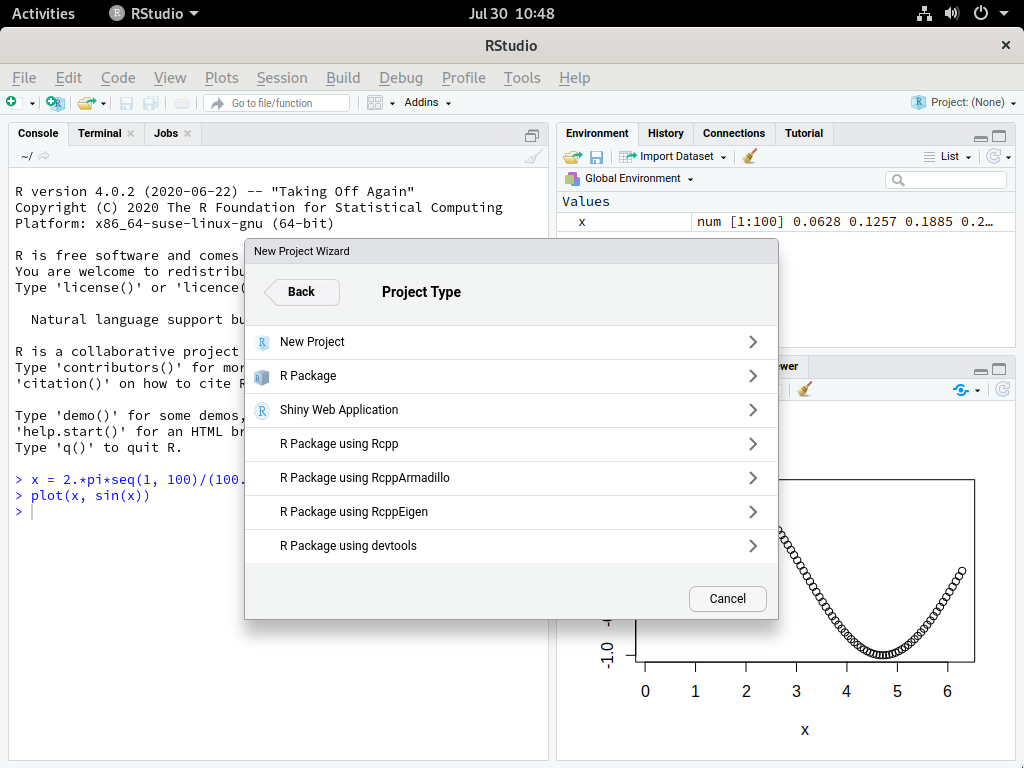 Activities RStudio Jul 30 10:48
RStudio
File Edit Code View Plots Session Build Debug Profile Tools Help
Go to file/function Addins Project: (None)
Console Terminal Jobs
~/
R version 4.0.2 (2020-06-22) -- "Taking Off Again"
Copyright (C) 2020 The R Foundation for Statistical Computing
Platform: x86_64-suse-linux-gnu (64-bit)
R is free software and comes
You are welcome to redistribu
Type 'license()' or 'licence(
Natural language support bu
R is a collaborative project
Type 'contributors()' for mor
'citation()' on how to cite R
Type 'demo()' for some demos,
'help.start()' for an HTML br
Type 'q()' to quit R.
> x = 2.*pi*seq(1, 100)/(100.
> plot(x, sin(x))
>
Environment History Connections Tutorial
Import Dataset List
Global Environment
Values
x num [1:100] 0.0628 0.1257 0.1885 0.2…
New Project Wizard
Back Project Type
New Project
R Package
Shiny Web Application
R Package using Rcpp
R Package using RcppArmadillo
R Package using RcppEigen
R Package using devtools
Cancel
wer
-1.0
0 1 2 3 4 5 6
x